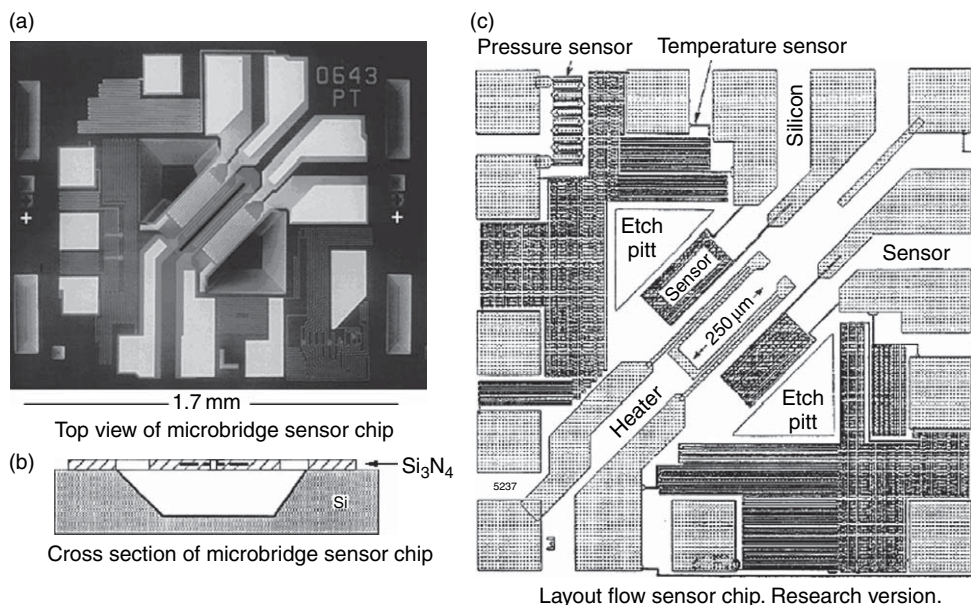 (a)
0643
PT
1.7 mm
Top view of microbridge sensor chip
(b)
Si3N4
Si
Cross section of microbridge sensor chip
(c)
Pressure sensor
Temperature sensor
Silicon
Etch
pitt
Sensor
Sensor
250 μm
Heater
Etch
pitt
5237
Layout flow sensor chip. Research version.